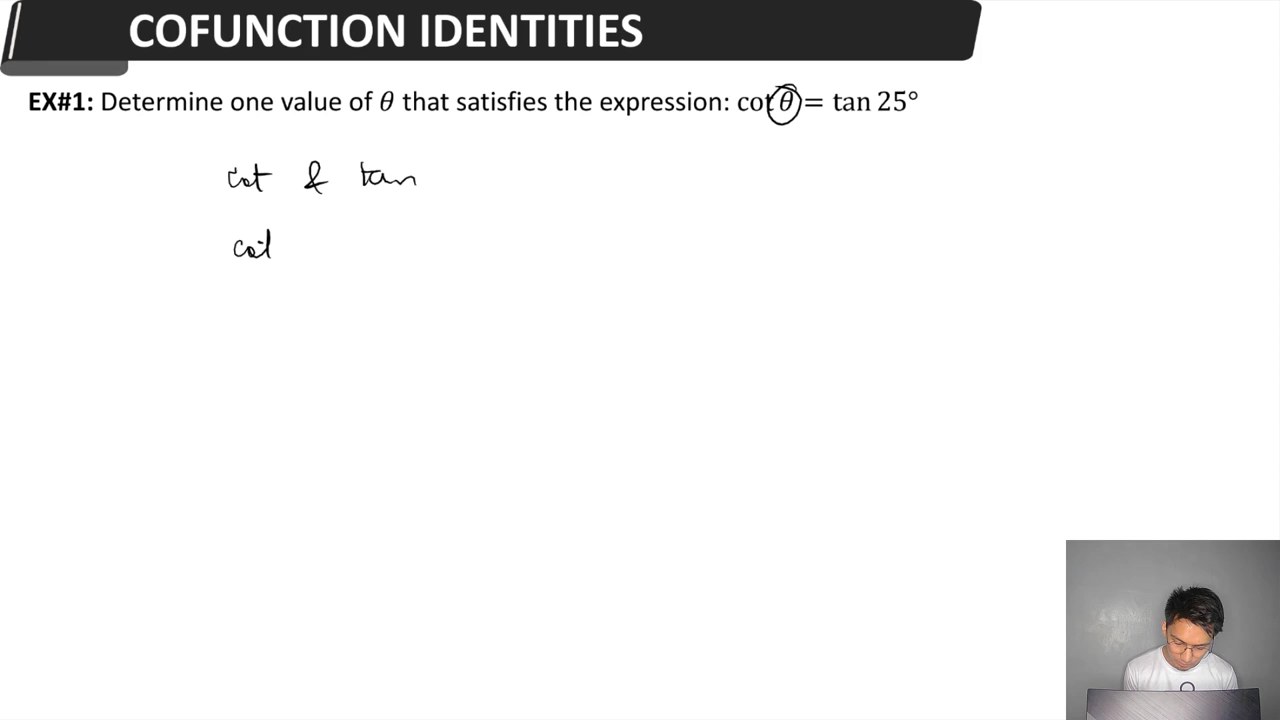 COFUNCTION IDENTITIES
EX#1: Determine one value of θ that satisfies the expression: cot θ = tan 25°
cot & tan
cot